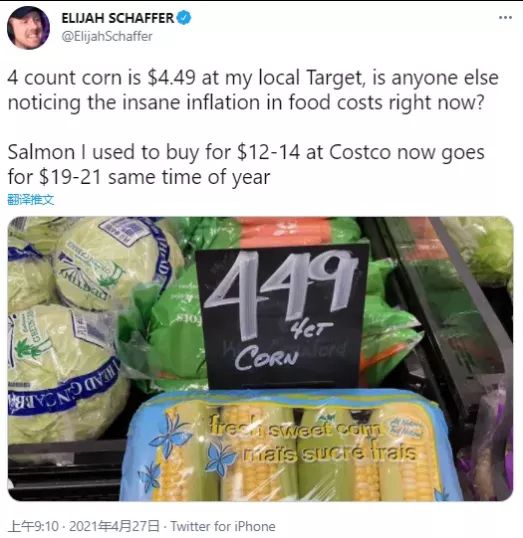 ELIJAH SCHAFFER
@ElijahSchaffer
4 count corn is $4.49 at my local Target, is anyone else
noticing the insane inflation in food costs right now?
Salmon I used to buy for $12-14 at Costco now goes
for $19-21 same time of year
翻译推文
449
4CT
CORN
fresh sweet corn
maïs sucré frais
上午9:10 · 2021年4月27日 · Twitter for iPhone